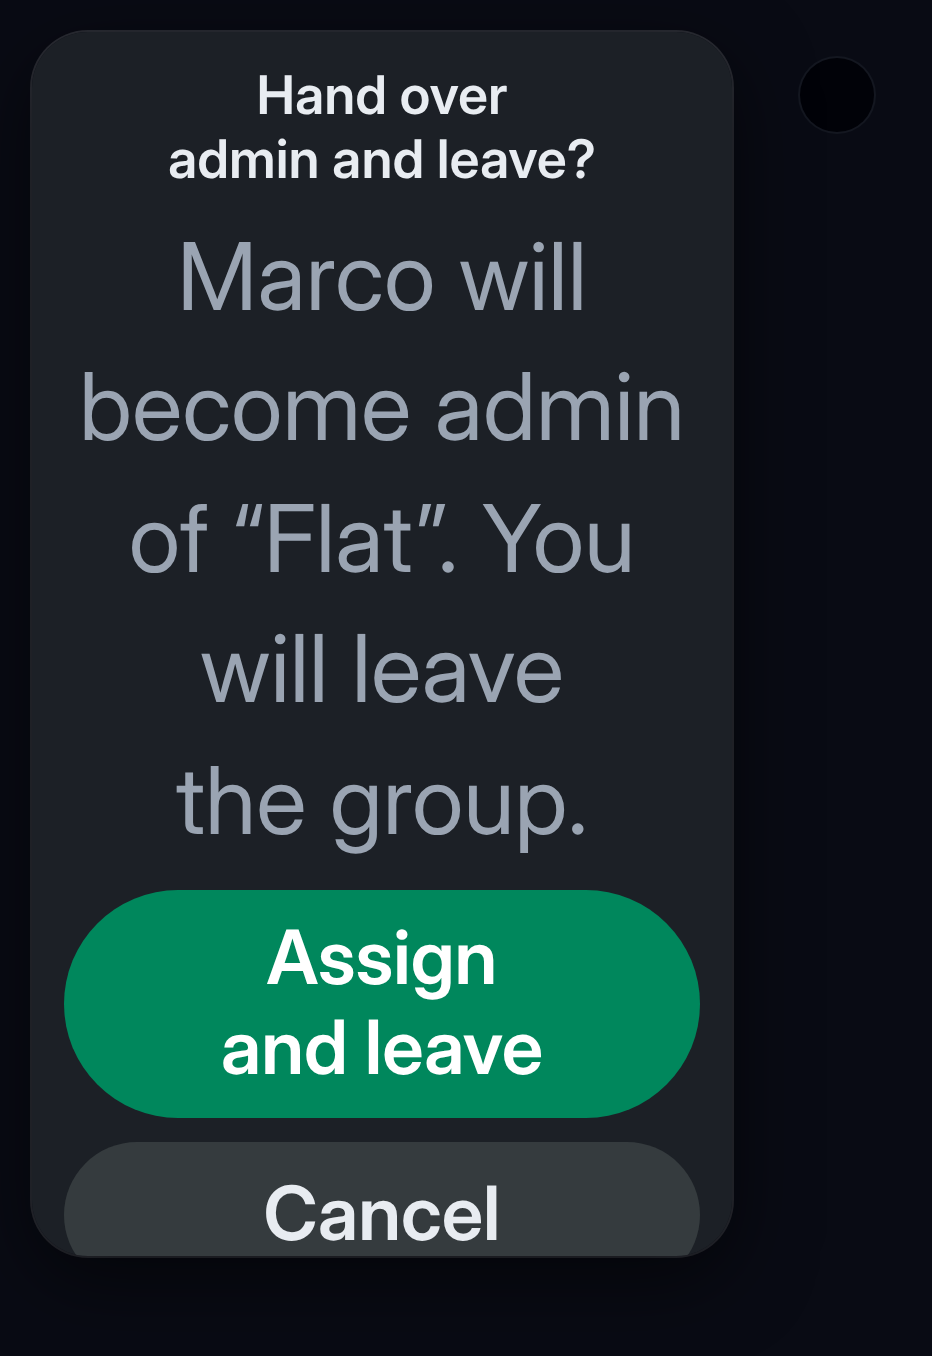 Hand over
admin and leave?
Marco will
become admin
of “Flat”. You
will leave
the group.
Assign
and leave
Cancel